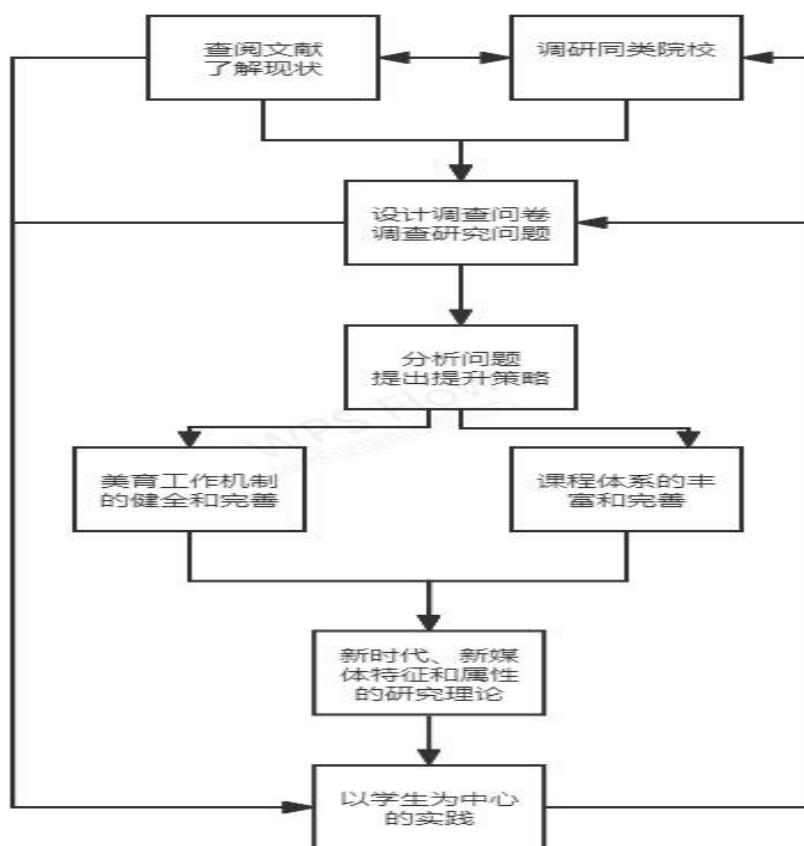 查阅文献
了解现状
调研同类院校
设计调查问卷
调查研究问题
分析问题
提出提升策略
美育工作机制
的健全和完善
课程体系的丰
富和完善
新时代、新媒
体特征和属性
的研究理论
以学生为中心
的实践